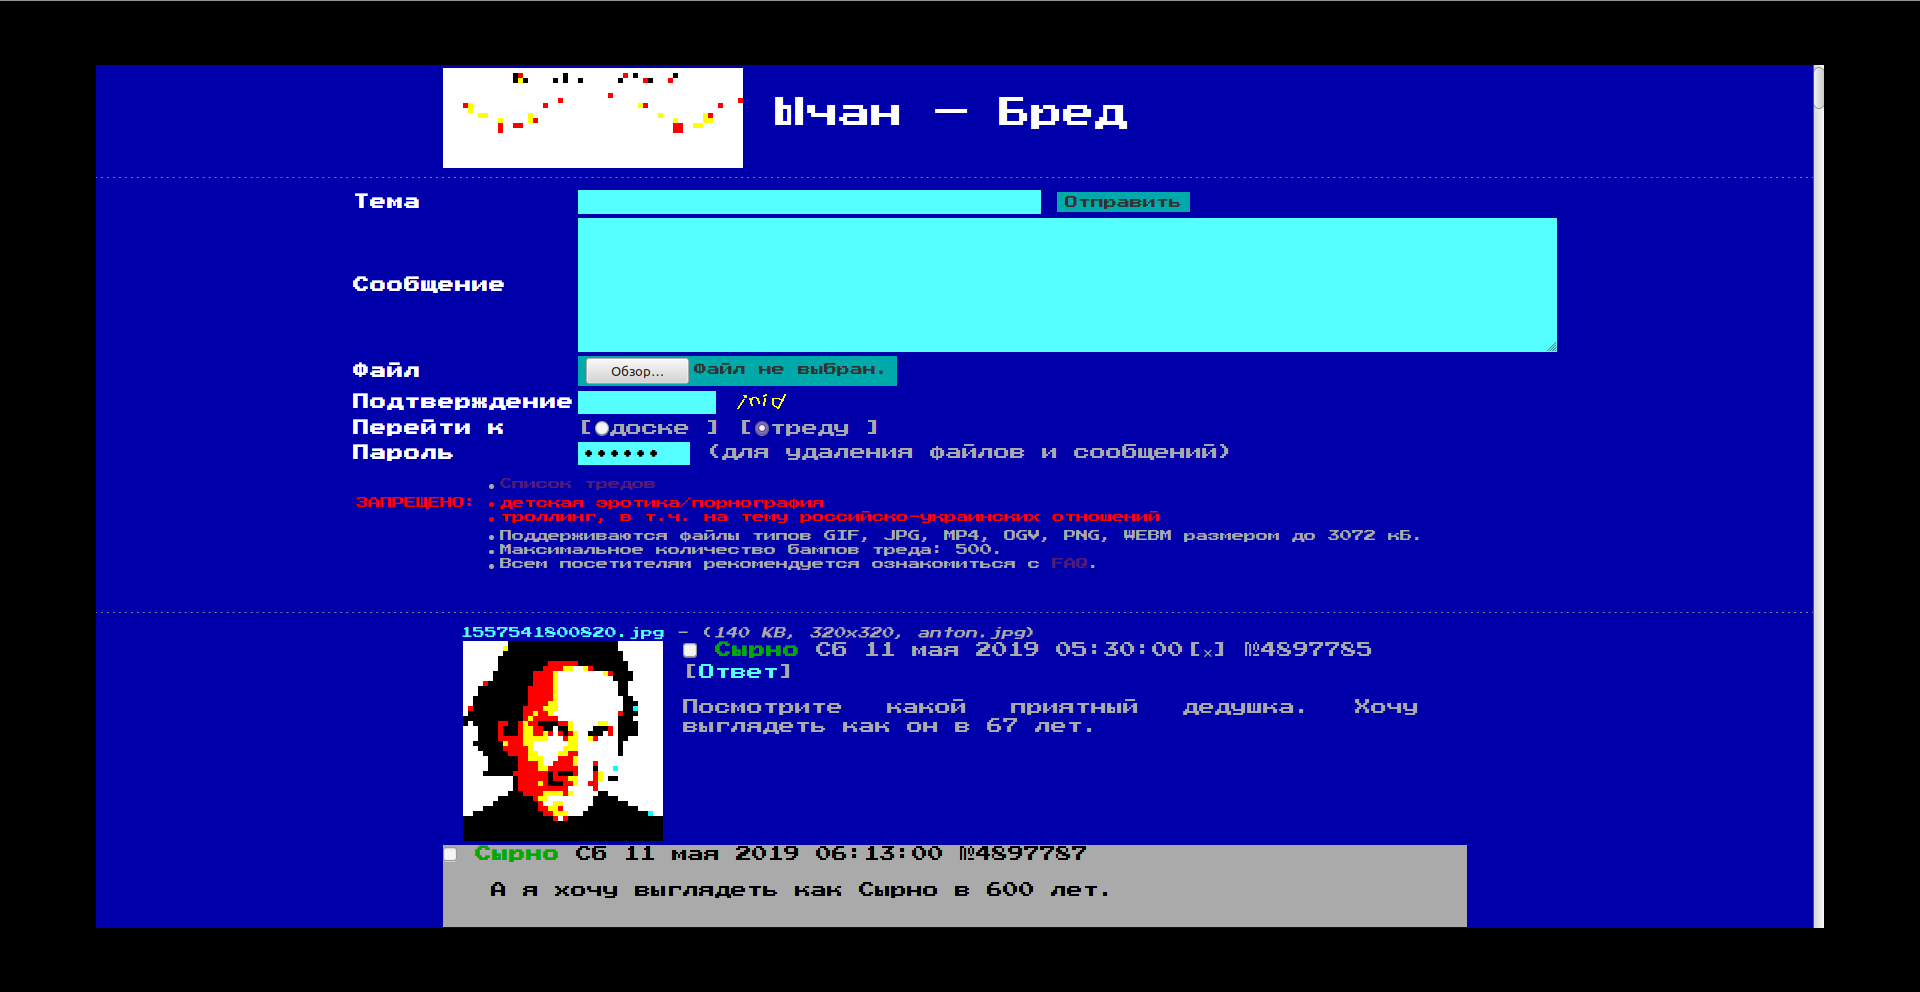 Ычан — Бред
Тема
Отправить
Сообщение
Файл
Обзор...
Файл не выбран.
Подтверждение
Перейти к
[ доске ] [ треду ]
Пароль
•••••• (для удаления файлов и сообщений)
Список тредов
ЗАПРЕЩЕНО:
детская эротика/порнография
троллинг, в т.ч. на тему российско-украинских отношений
Поддерживаются файлы типов GIF, JPG, MP4, OGV, PNG, WEBM размером до 3072 кБ.
Максимальное количество бампов треда: 500.
Всем посетителям рекомендуется ознакомиться с FAQ.
1557541800820.jpg – (140 KB, 320x320, anton.jpg)
Сырно Сб 11 мая 2019 05:30:00 [x] №4897785
[Ответ]
Посмотрите какой приятный дедушка. Хочу
выглядеть как он в 67 лет.
Сырно Сб 11 мая 2019 06:13:00 №4897787
А я хочу выглядеть как Сырно в 600 лет.